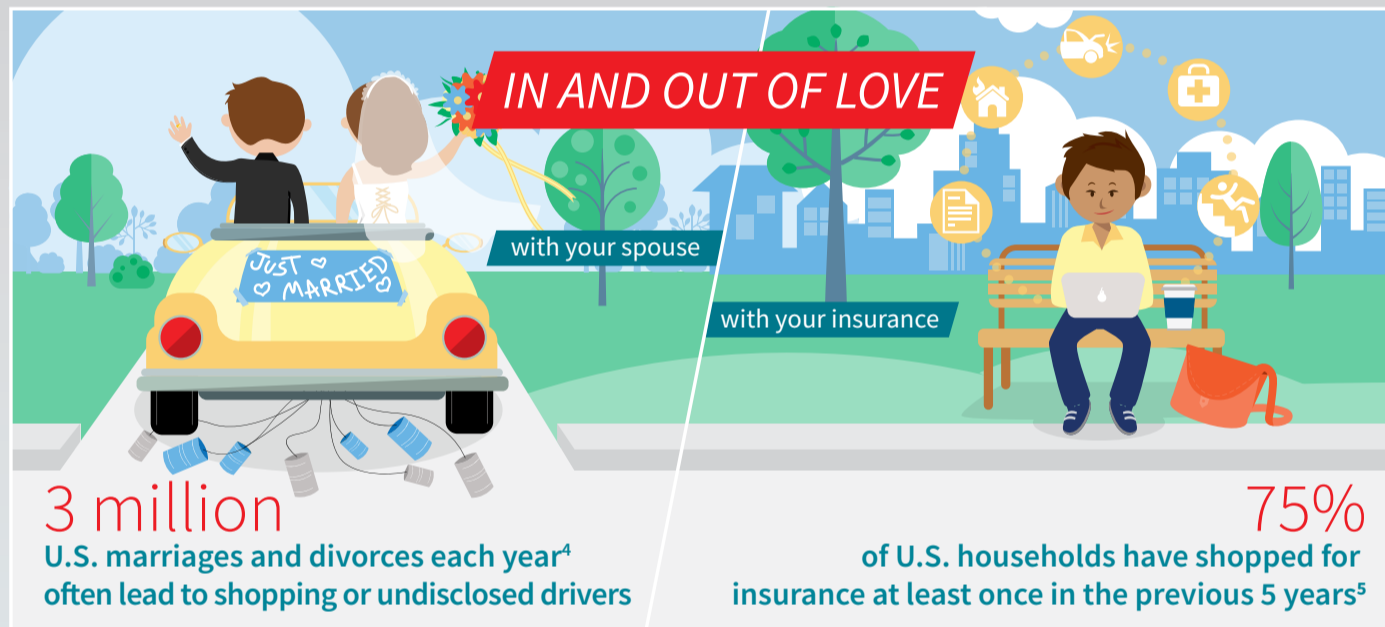 IN AND OUT OF LOVE
with your spouse
with your insurance
JUST
MARRIED
3 million
U.S. marriages and divorces each year⁴
often lead to shopping or undisclosed drivers
75%
of U.S. households have shopped for
insurance at least once in the previous 5 years⁵